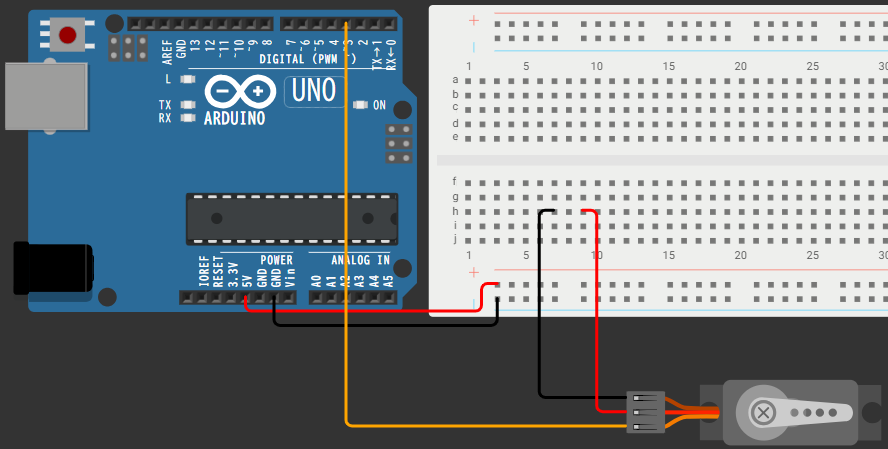 AREF
GND
13
12
~11
~10
~9
8
7
~6
~5
4
2
TX→1
RX←0
DIGITAL (PWM
L
TX
RX
UNO
ARDUINO
ON
IOREF
RESET
3.3V
5V
GND
GND
Vin
POWER
ANALOG IN
A0
A1
A3
A4
A5
+
1 5 10 15 20 25 30
a
b
c
d
e
f
g
h
i
j
1 5 10 15 20 25 30
+